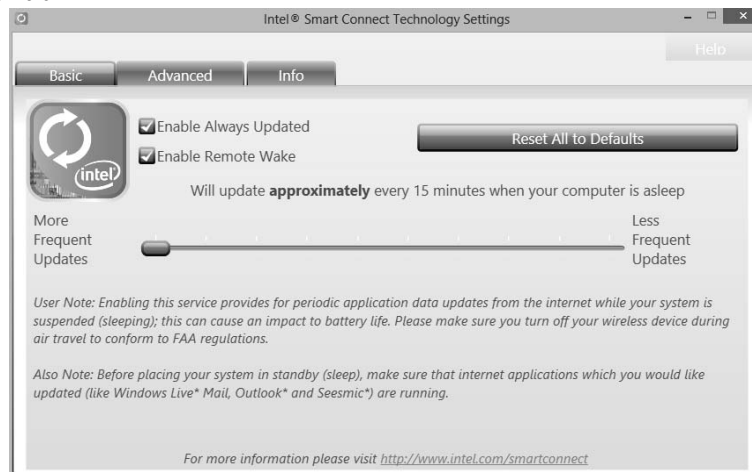 Intel® Smart Connect Technology Settings
Help
Basic
Advanced
Info
intel
Enable Always Updated
Enable Remote Wake
Reset All to Defaults
Will update approximately every 15 minutes when your computer is asleep
More
Frequent
Updates
Less
Frequent
Updates
User Note: Enabling this service provides for periodic application data updates from the internet while your system is
suspended (sleeping); this can cause an impact to battery life. Please make sure you turn off your wireless device during
air travel to conform to FAA regulations.
Also Note: Before placing your system in standby (sleep), make sure that internet applications which you would like
updated (like Windows Live* Mail, Outlook* and Seesmic*) are running.
For more information please visit http://www.intel.com/smartconnect